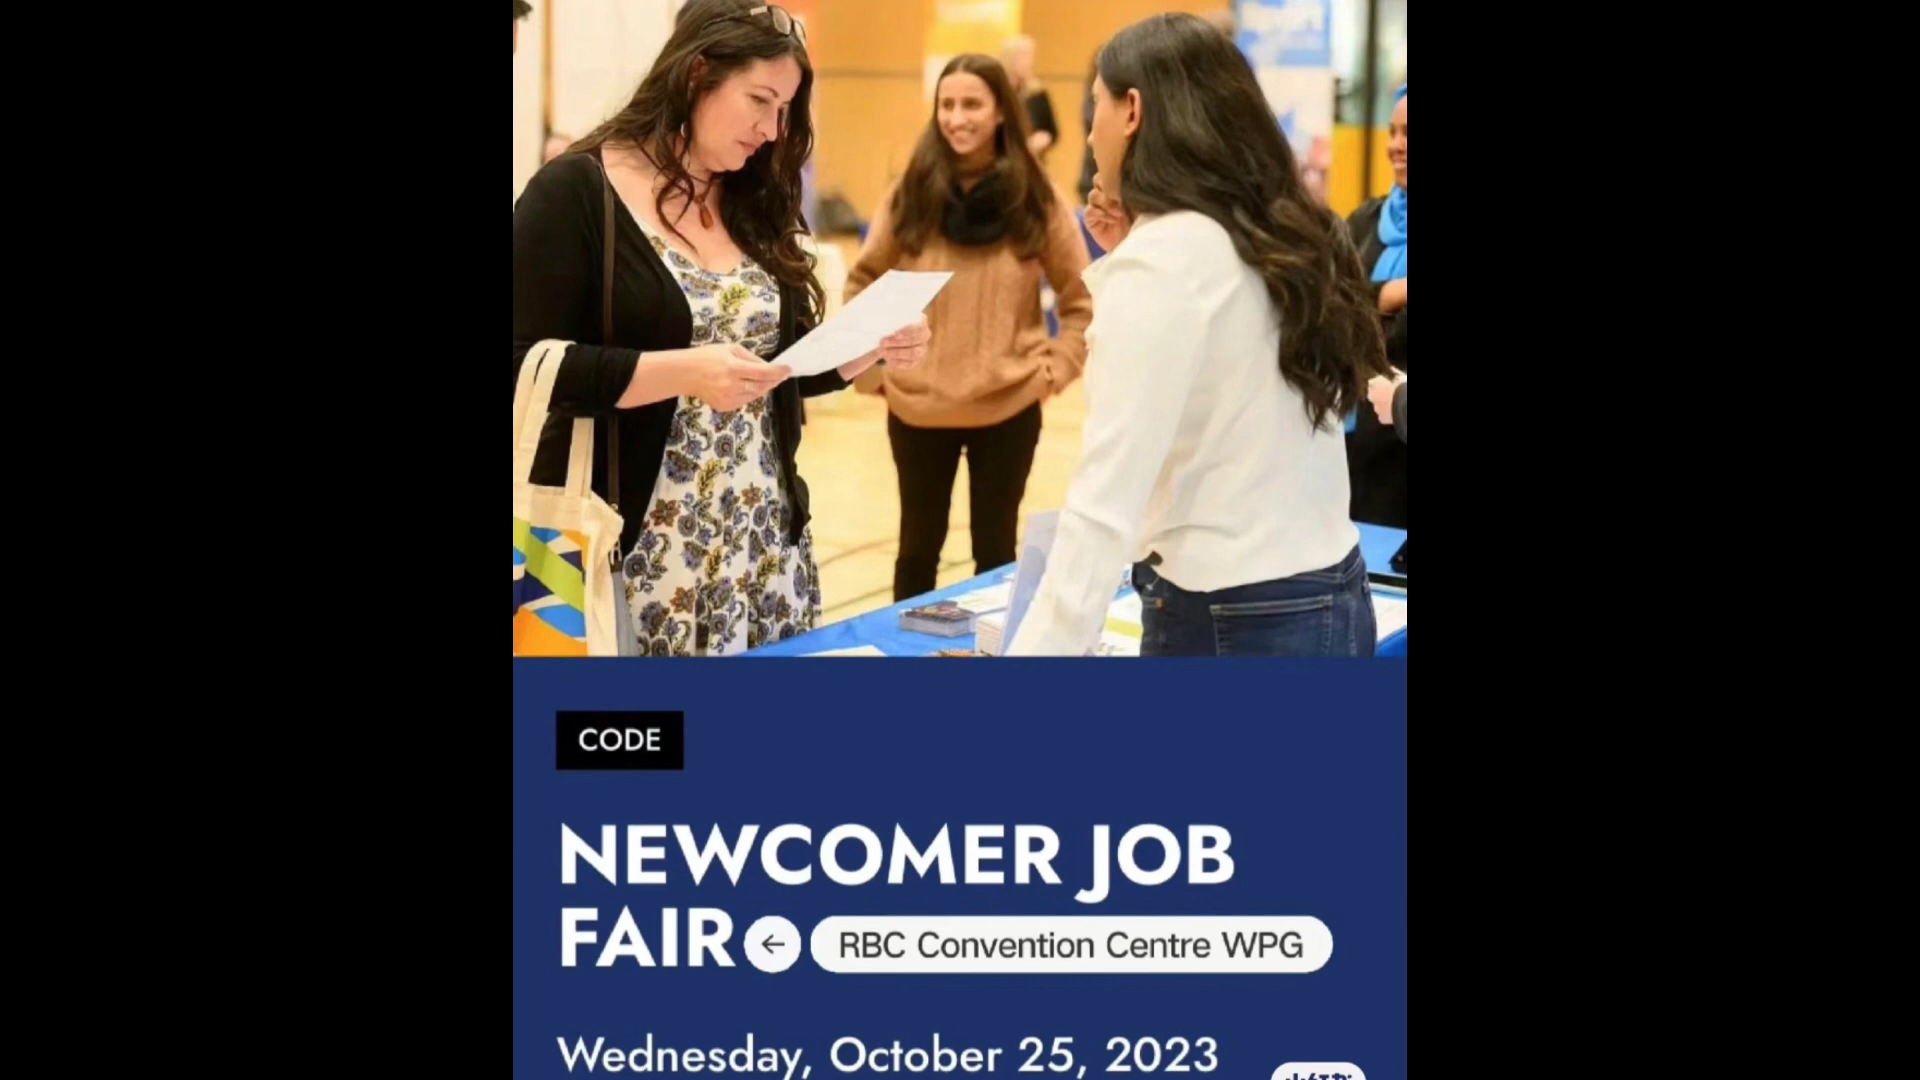 CODE
NEWCOMER JOB
FAIR
← RBC Convention Centre WPG
Wednesday, October 25, 2023